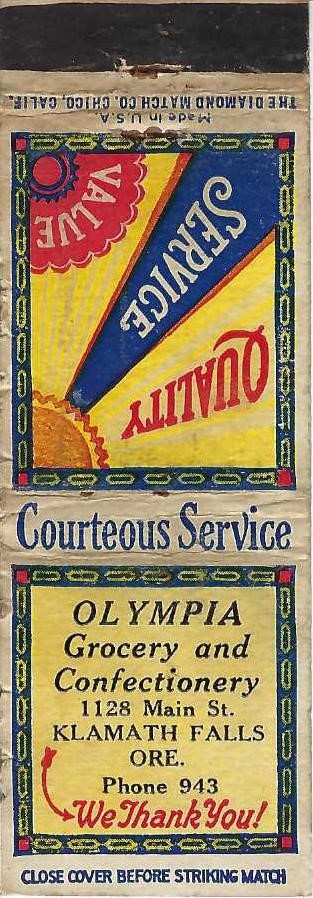 Made in U.S.A.
THE DIAMOND MATCH CO. CHICO, CALIF.
QUALITY
SERVICE
VALUE
Courteous Service
OLYMPIA
Grocery and
Confectionery
1128 Main St.
KLAMATH FALLS
ORE.
Phone 943
We Thank You!
CLOSE COVER BEFORE STRIKING MATCH